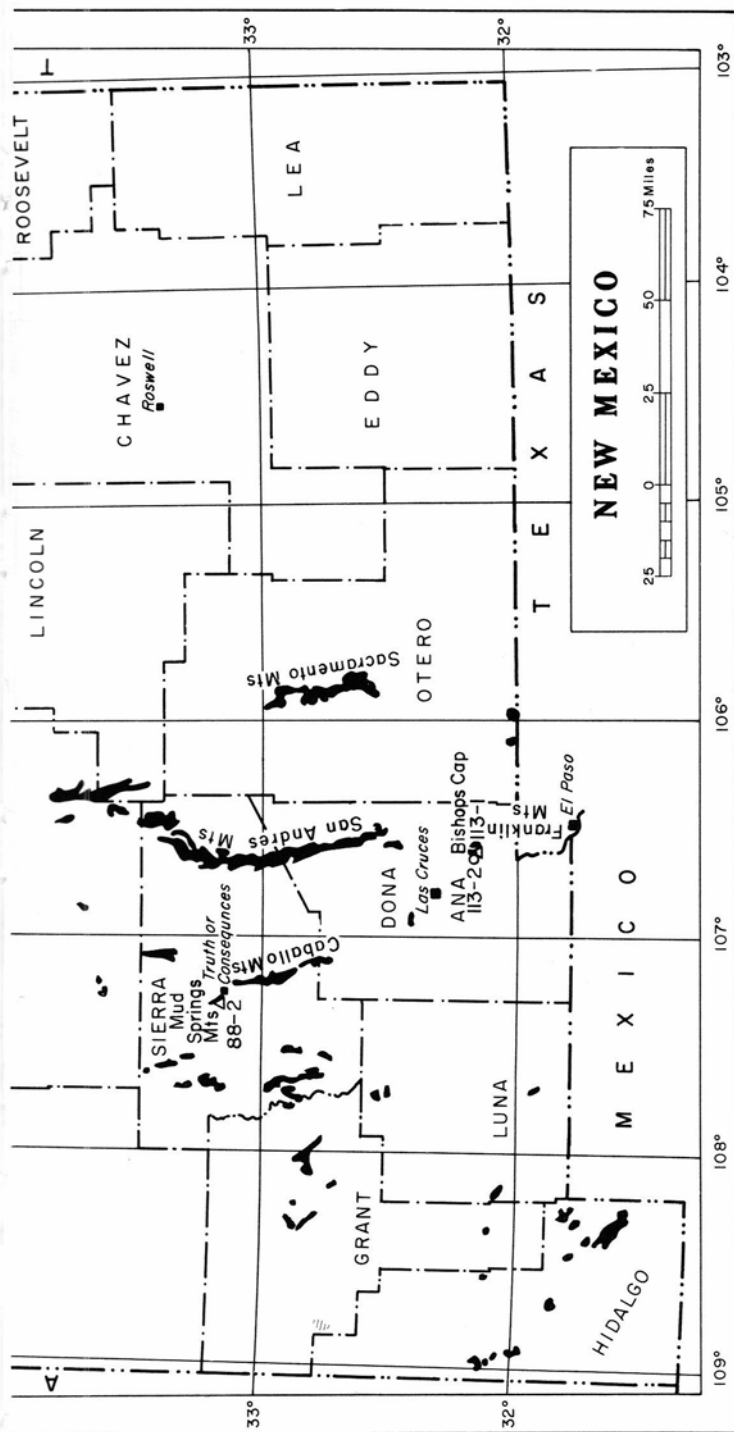 T
ROOSEVELT
LEA
CHAVEZ
Roswell
EDDY
LINCOLN
OTERO
Sacramento Mts
San Andres
Mts
Truth or
Consequnces
Caballo Mts
SIERRA
Mud
Springs
Mts
88-2
DONA
Las Cruces
ANA
Bishops Cap
113-2
113-1
Franklin
Mts
El Paso
LUNA
GRANT
HIDALGO
A
TEXAS
MEXICO
NEW MEXICO
25 0 25 50 75 Miles
33°
32°
33°
32°
109°
108°
107°
106°
105°
104°
103°